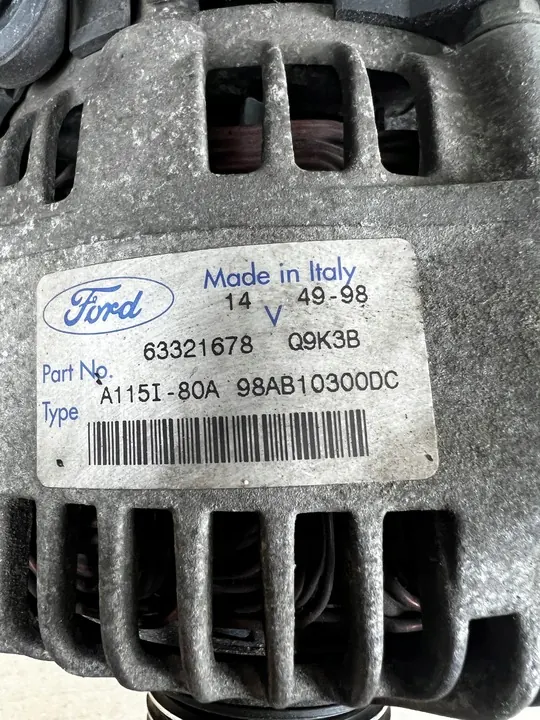 Ford
Made in Italy
14 V 49-98
63321678 Q9K3B
Part No.
A115I-80A 98AB10300DC
Type